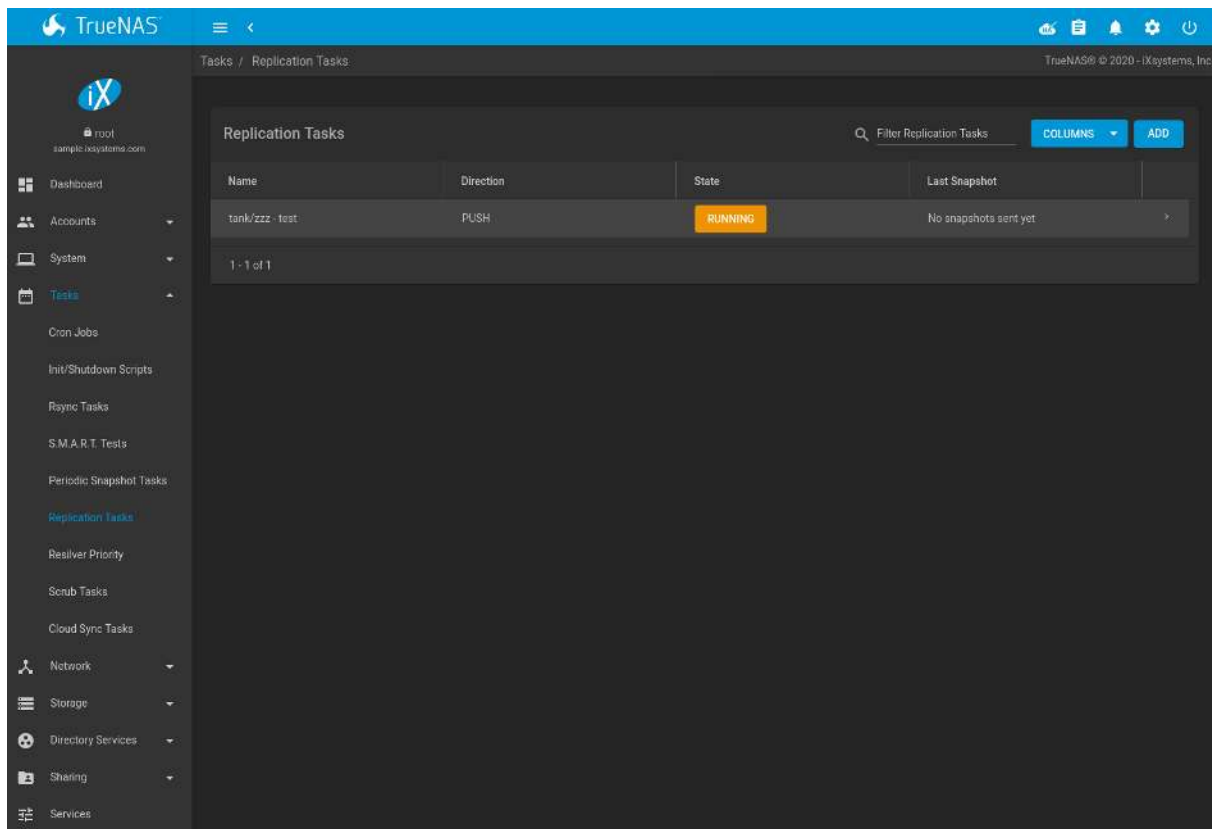 TrueNAS
Tasks / Replication Tasks
TrueNAS® © 2020 - iXsystems, Inc
iX
root
sample.ixsystems.com
Replication Tasks
Filter Replication Tasks
COLUMNS
ADD
Name Direction State Last Snapshot
tank/zzz - test PUSH RUNNING No snapshots sent yet
1 - 1 of 1
Dashboard
Accounts
System
Tasks
Cron Jobs
Init/Shutdown Scripts
Rsync Tasks
S.M.A.R.T. Tests
Periodic Snapshot Tasks
Replication Tasks
Resilver Priority
Scrub Tasks
Cloud Sync Tasks
Network
Storage
Directory Services
Sharing
Services